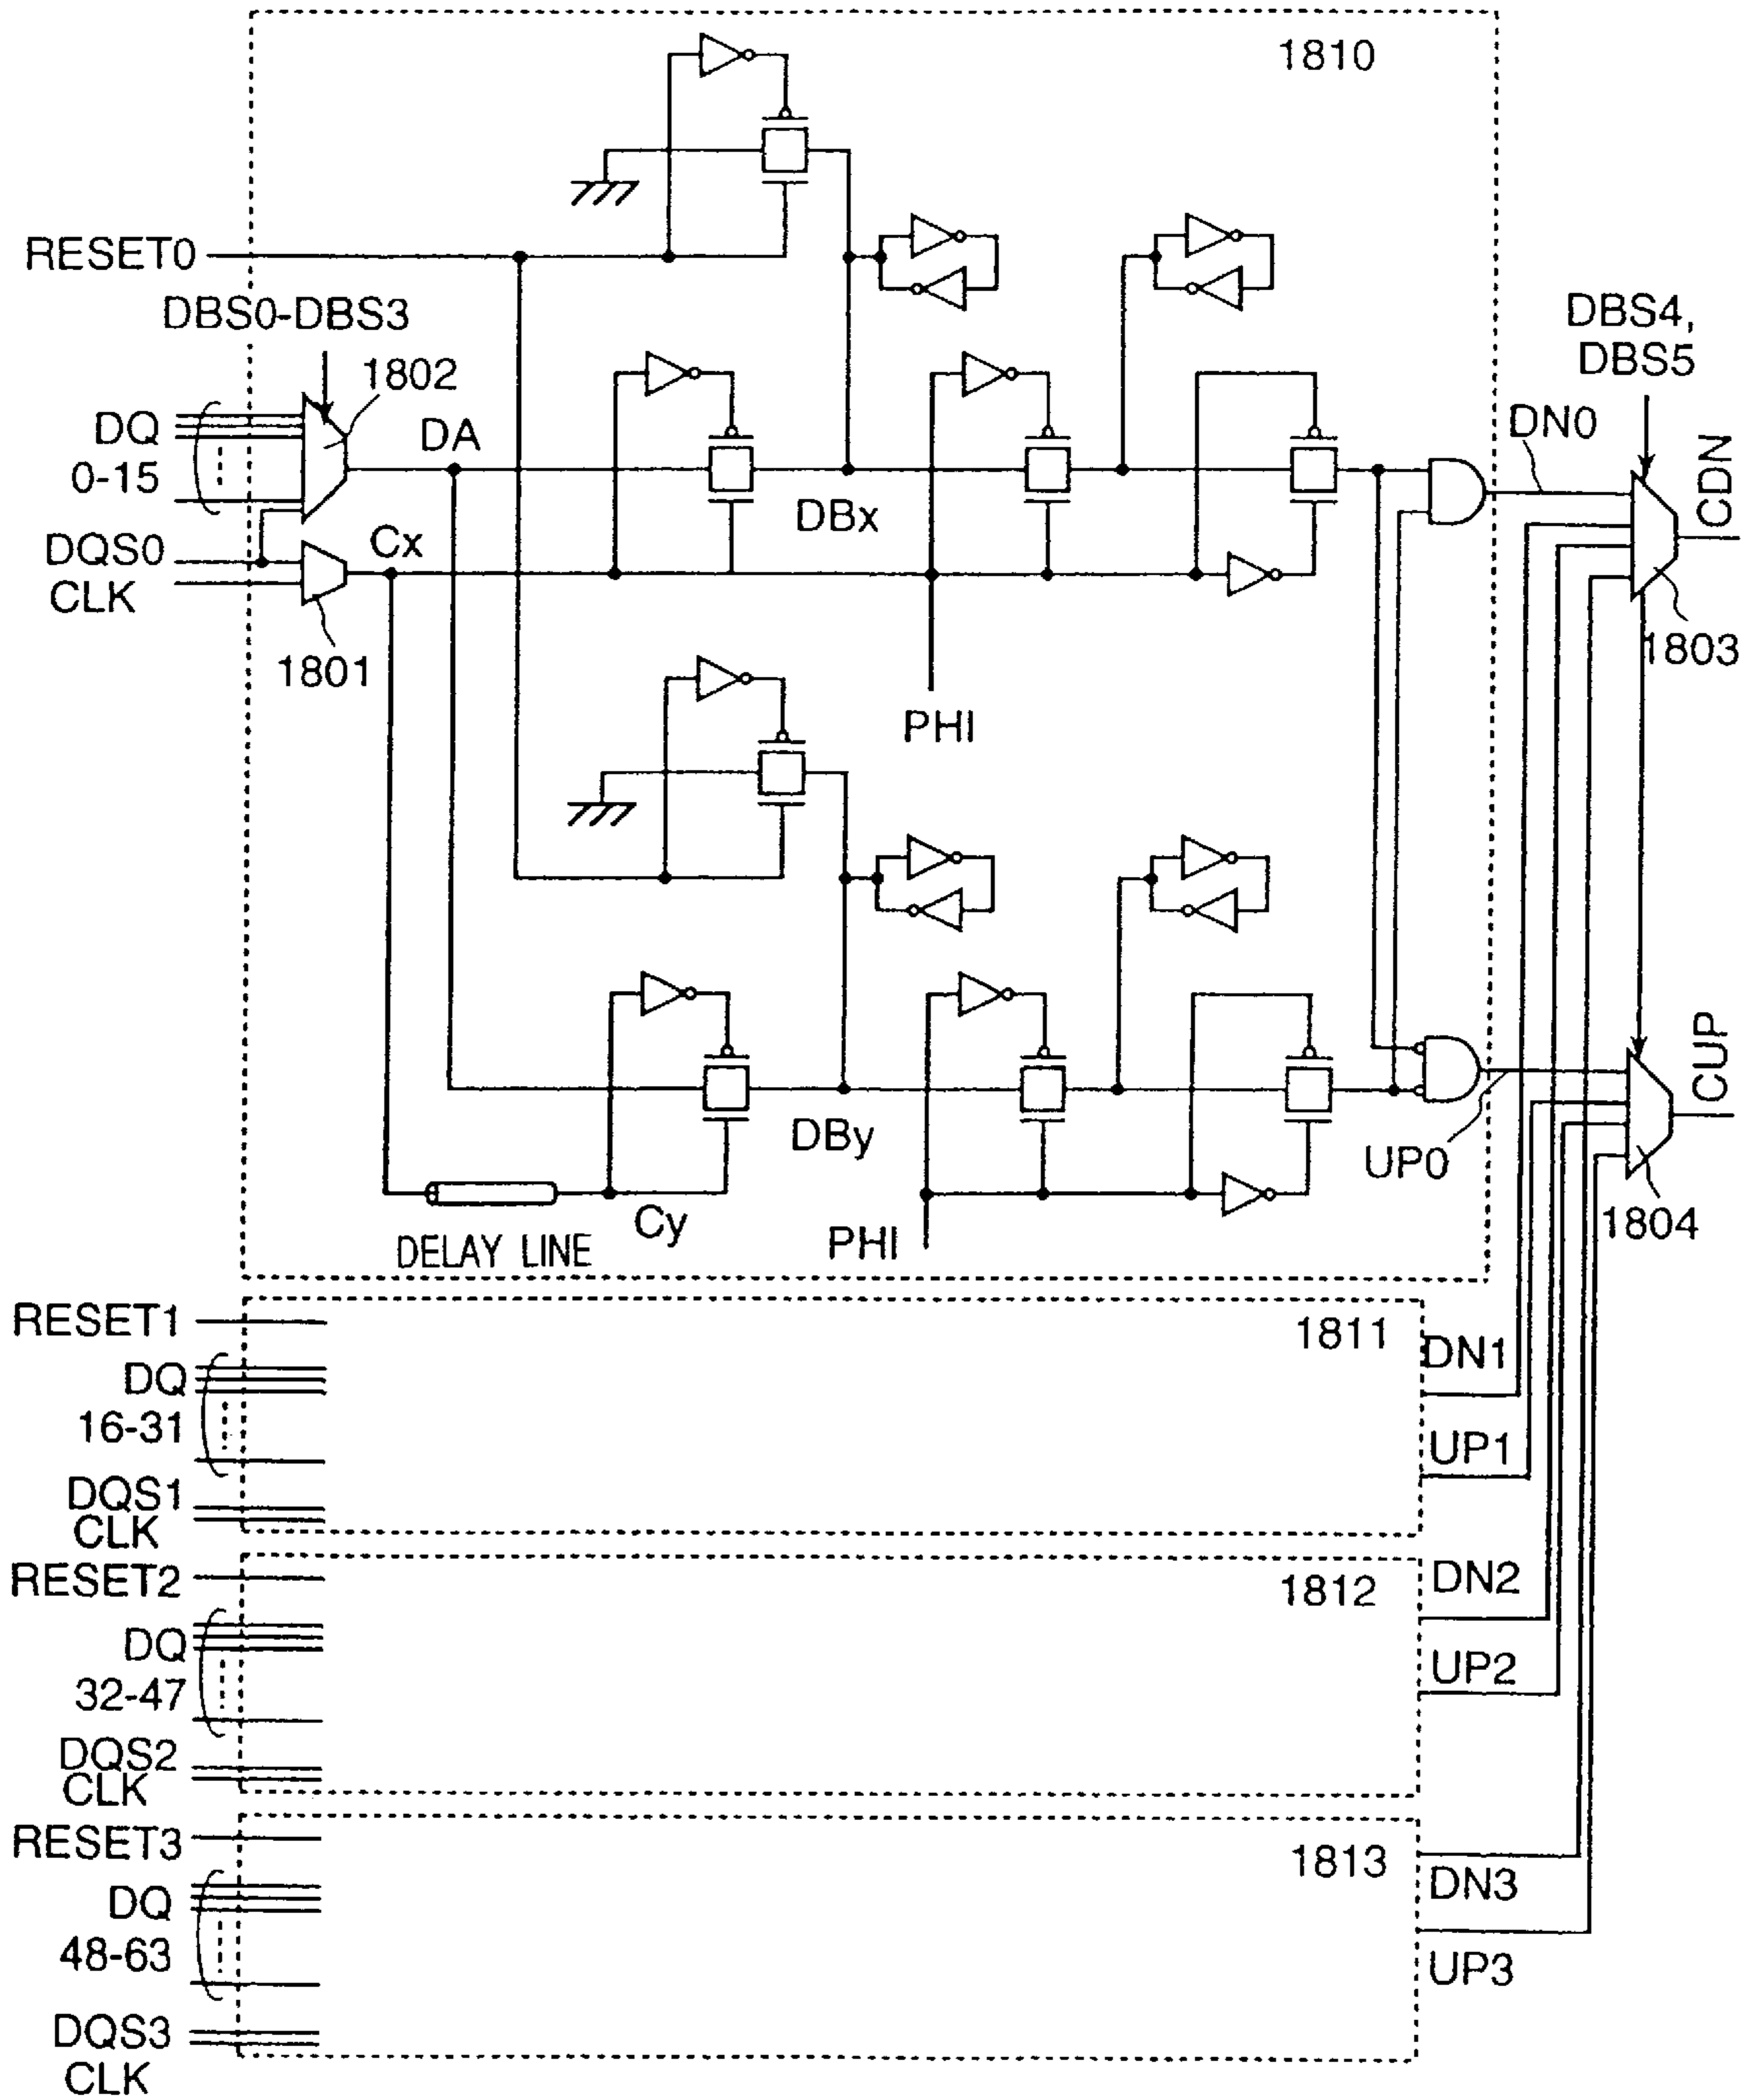 1810
RESET0
DBS0-DBS3
1802
DQ
0-15
DA
DBS4,
DBS5
DN0
CDN
DQS0
CLK
Cx
DBx
1801
1803
PHI
DBy
UP0
CUP
Cy
DELAY LINE
PHI
1804
RESET1
1811
DQ
16-31
DN1
UP1
DQS1
CLK
RESET2
1812
DN2
DQ
32-47
UP2
DQS2
CLK
RESET3
1813
DN3
DQ
48-63
UP3
DQS3
CLK